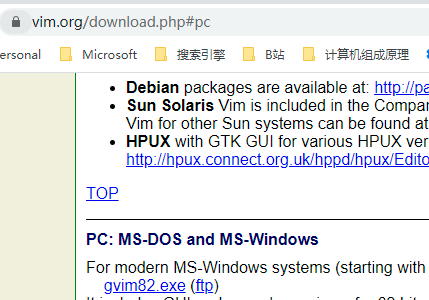 vim.org/download.php#pc
ersonal Microsoft 搜索引擎 B站 计算机组成原理
Debian packages are available at: http://pa
Sun Solaris Vim is included in the Compa
Vim for other Sun systems can be found at
HPUX with GTK GUI for various HPUX ver
http://hpux.connect.org.uk/hppd/hpux/Edito
TOP
PC: MS-DOS and MS-Windows
For modern MS-Windows systems (starting with
gvim82.exe (ftp)